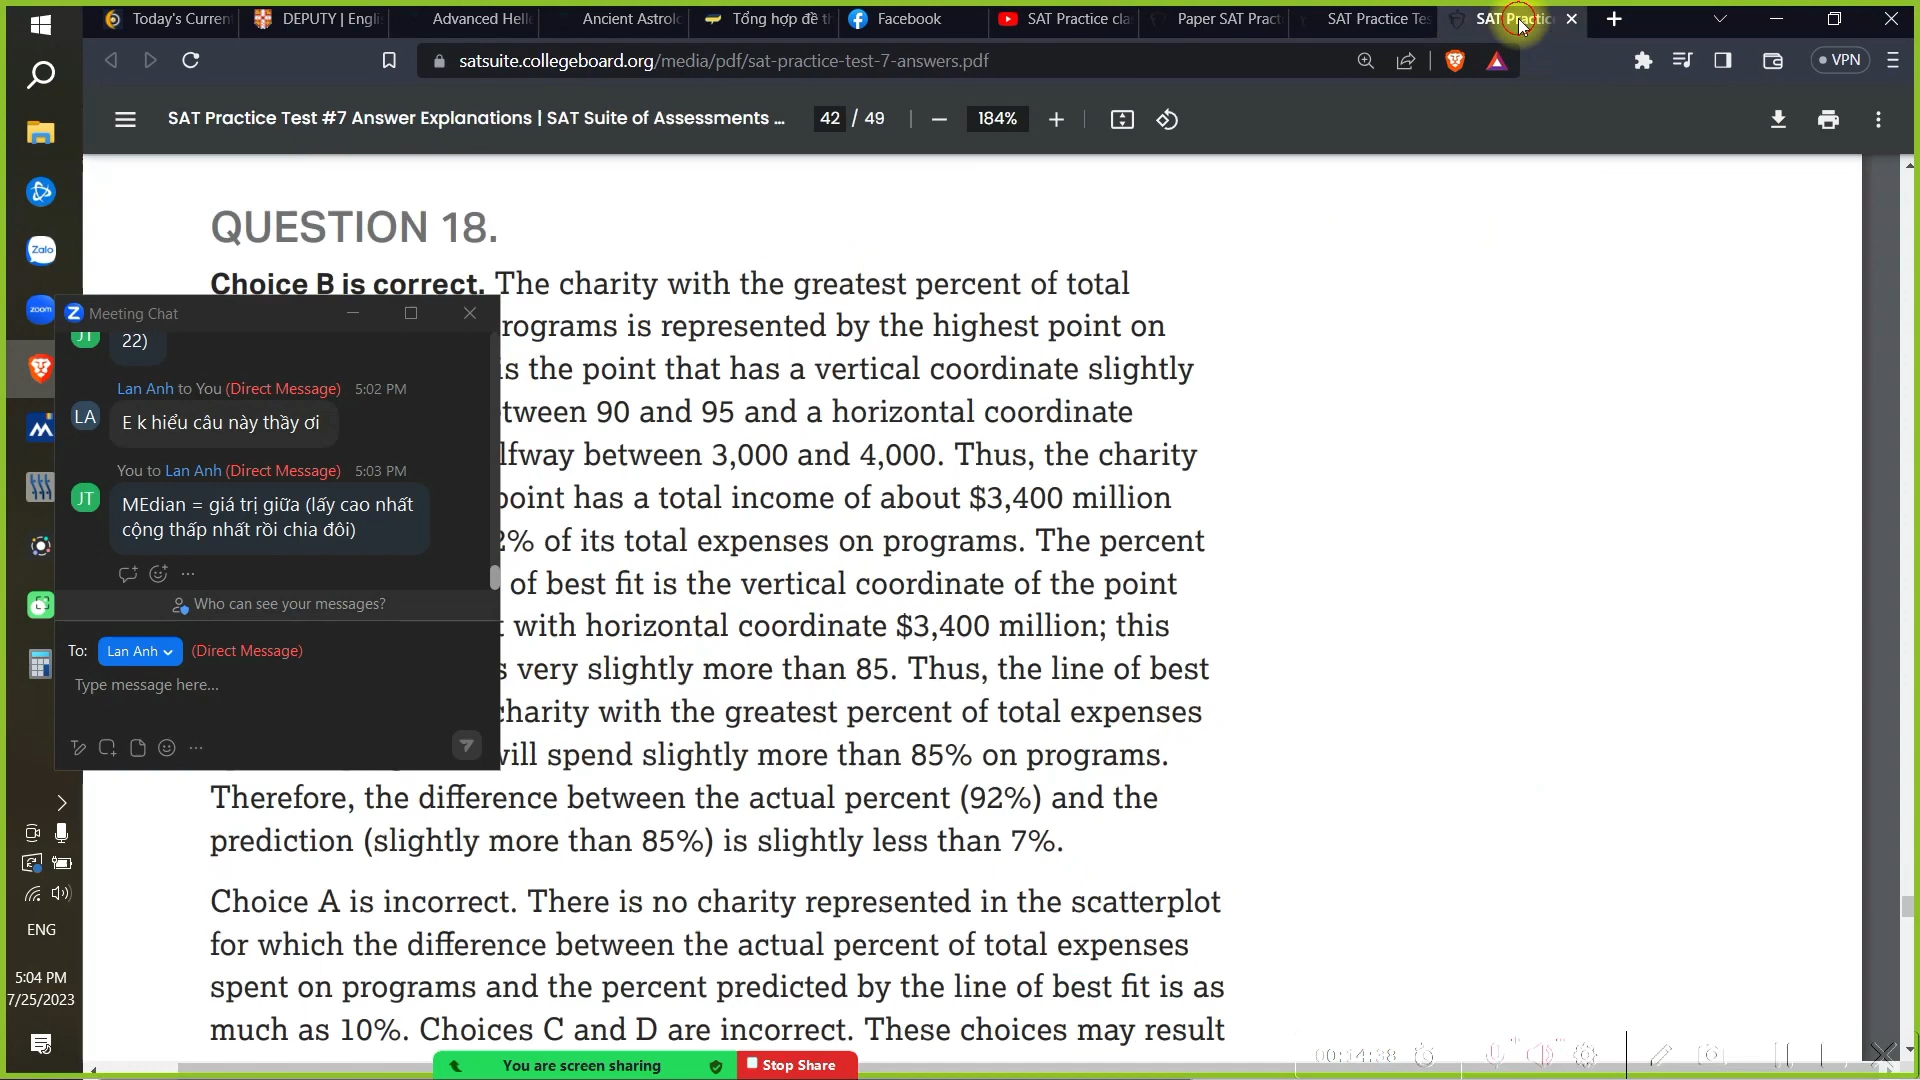 Today's Curren
DEPUTY | Engli
Advanced Hell
Ancient Astrolo
Tổng hợp đề th
Facebook
SAT Practice cla
Paper SAT Pract
SAT Practice Tes
SAT Practic
satsuite.collegeboard.org/media/pdf/sat-practice-test-7-answers.pdf
VPN
SAT Practice Test #7 Answer Explanations | SAT Suite of Assessments ...
42 / 49
184%
QUESTION 18.
Choice B is correct. The charity with the greatest percent of total
rograms is represented by the highest point on
is the point that has a vertical coordinate slightly
tween 90 and 95 and a horizontal coordinate
lfway between 3,000 and 4,000. Thus, the charity
point has a total income of about $3,400 million
2% of its total expenses on programs. The percent
of best fit is the vertical coordinate of the point
with horizontal coordinate $3,400 million; this
s very slightly more than 85. Thus, the line of best
charity with the greatest percent of total expenses
will spend slightly more than 85% on programs.
Therefore, the difference between the actual percent (92%) and the
prediction (slightly more than 85%) is slightly less than 7%.
Choice A is incorrect. There is no charity represented in the scatterplot
for which the difference between the actual percent of total expenses
spent on programs and the percent predicted by the line of best fit is as
much as 10%. Choices C and D are incorrect. These choices may result
Meeting Chat
JT
22)
Lan Anh to You (Direct Message) 5:02 PM
LA
E k hiểu câu này thầy ơi
You to Lan Anh (Direct Message) 5:03 PM
JT
MEdian = giá trị giữa (lấy cao nhất
cộng thấp nhất rồi chia đôi)
Who can see your messages?
To: Lan Anh (Direct Message)
Type message here...
Zalo
zoom
ENG
5:04 PM
7/25/2023
You are screen sharing
Stop Share
00:14:38